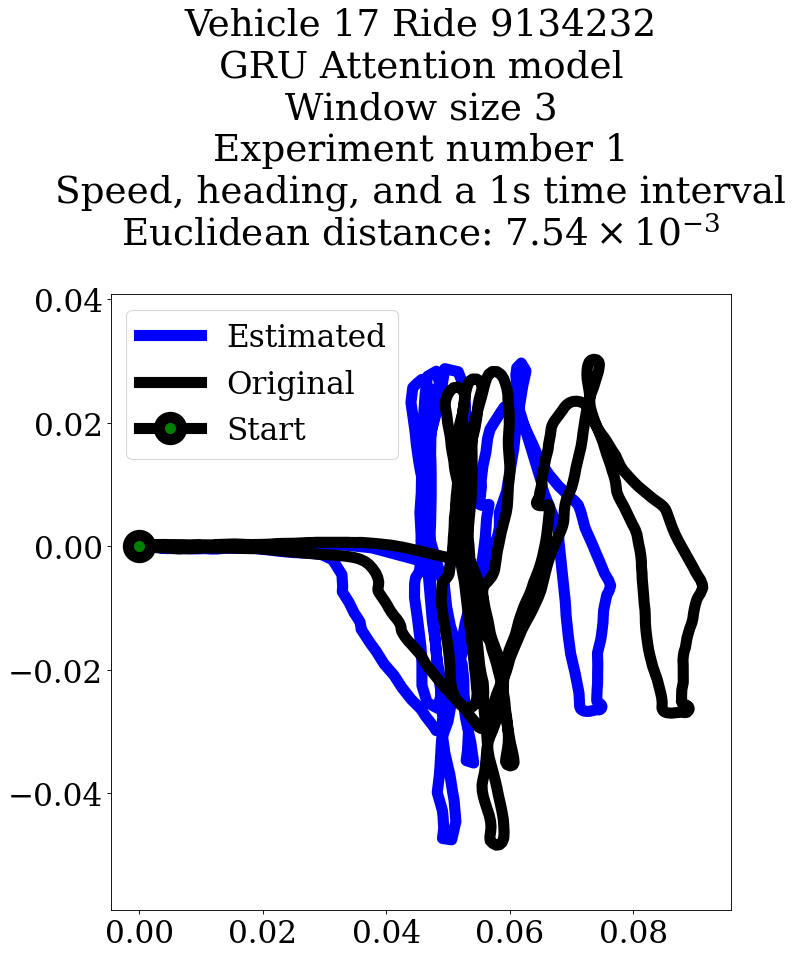 Vehicle 17 Ride 9134232
GRU Attention model
Window size 3
Experiment number 1
Speed, heading, and a 1s time interval
Euclidean distance: 7.54 × 10⁻³
0.04
0.02
0.00
−0.02
−0.04
Estimated
Original
Start
0.00 0.02 0.04 0.06 0.08